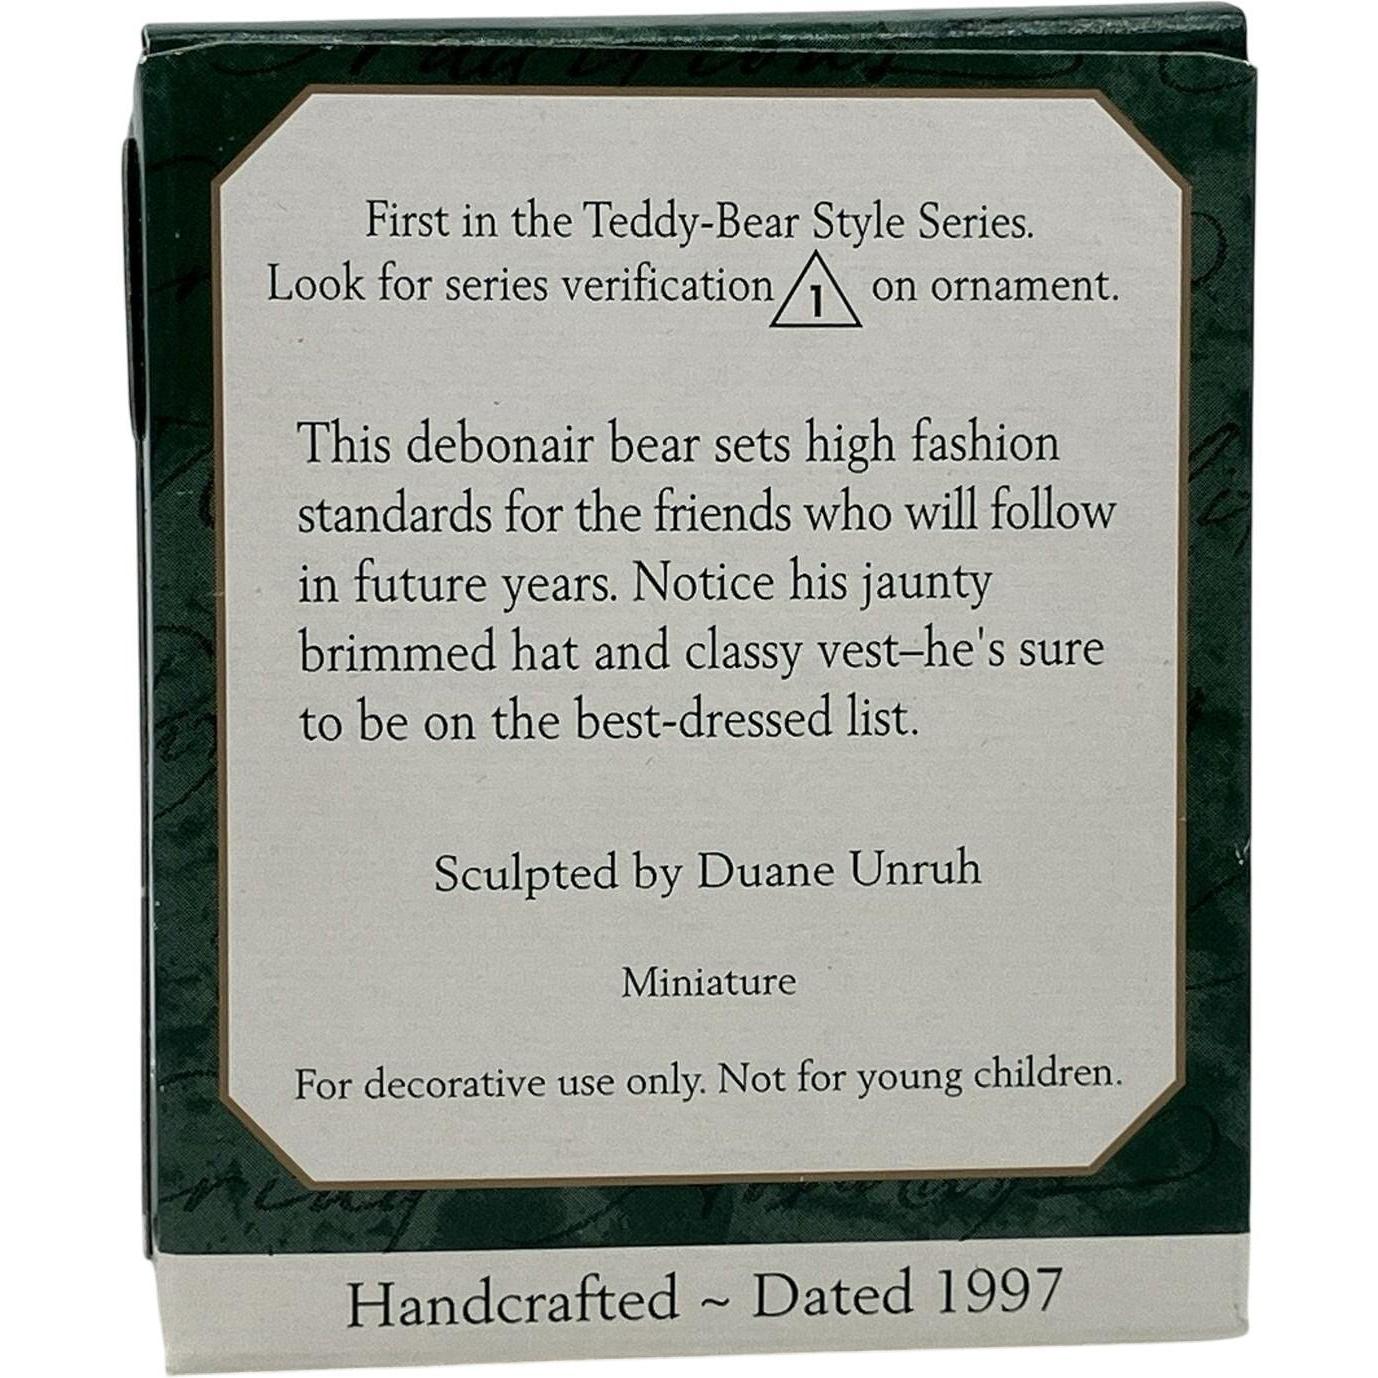 First in the Teddy-Bear Style Series.
Look for series verification 1 on ornament.
This debonair bear sets high fashion
standards for the friends who will follow
in future years. Notice his jaunty
brimmed hat and classy vest–he's sure
to be on the best-dressed list.
Sculpted by Duane Unruh
Miniature
For decorative use only. Not for young children.
Handcrafted ~ Dated 1997